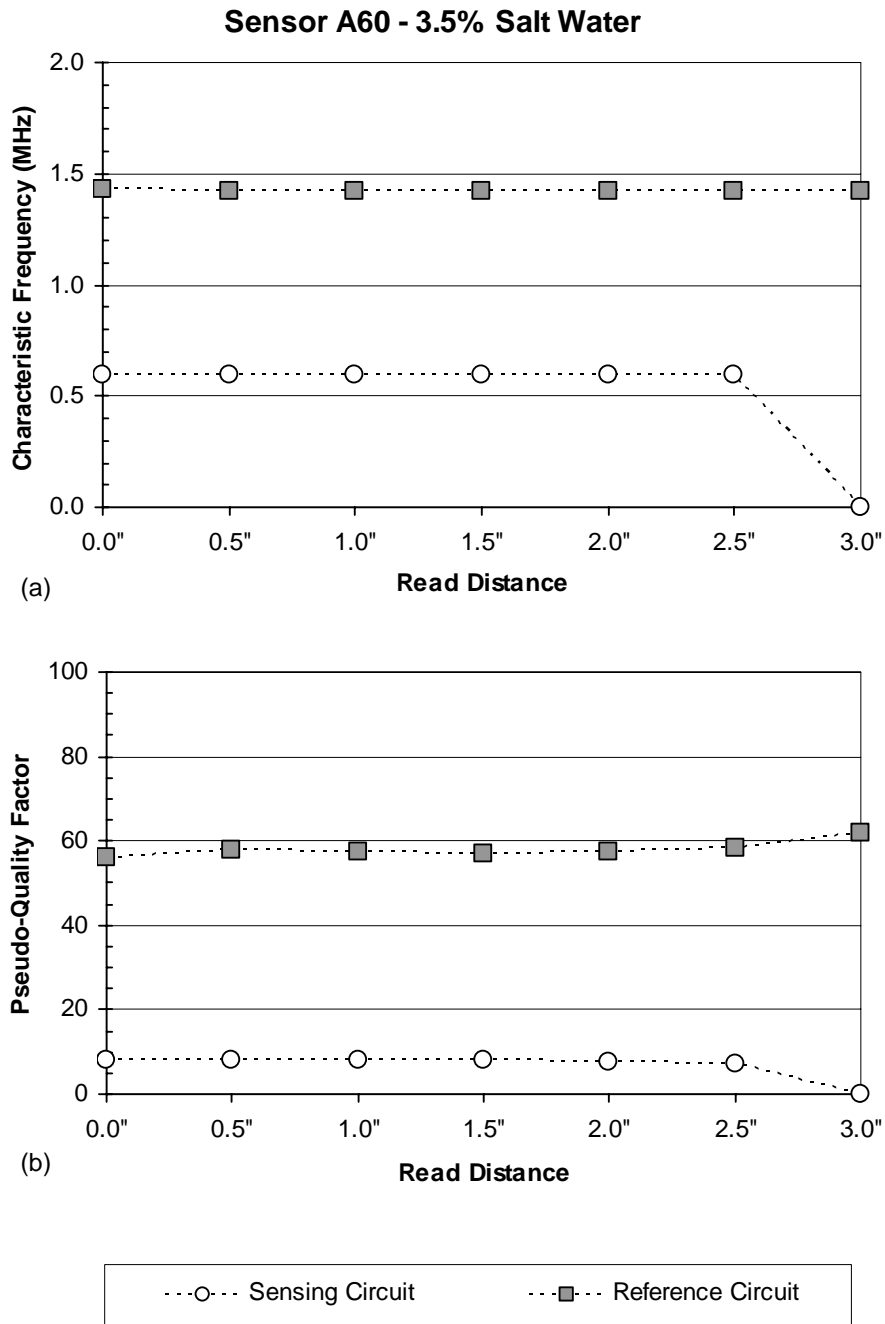 Sensor A60 - 3.5% Salt Water
2.0
1.5
1.0
0.5
0.0
Characteristic Frequency (MHz)
0.0" 0.5" 1.0" 1.5" 2.0" 2.5" 3.0"
Read Distance
(a)
100
80
60
40
20
0
Pseudo-Quality Factor
0.0" 0.5" 1.0" 1.5" 2.0" 2.5" 3.0"
Read Distance
(b)
Sensing Circuit Reference Circuit